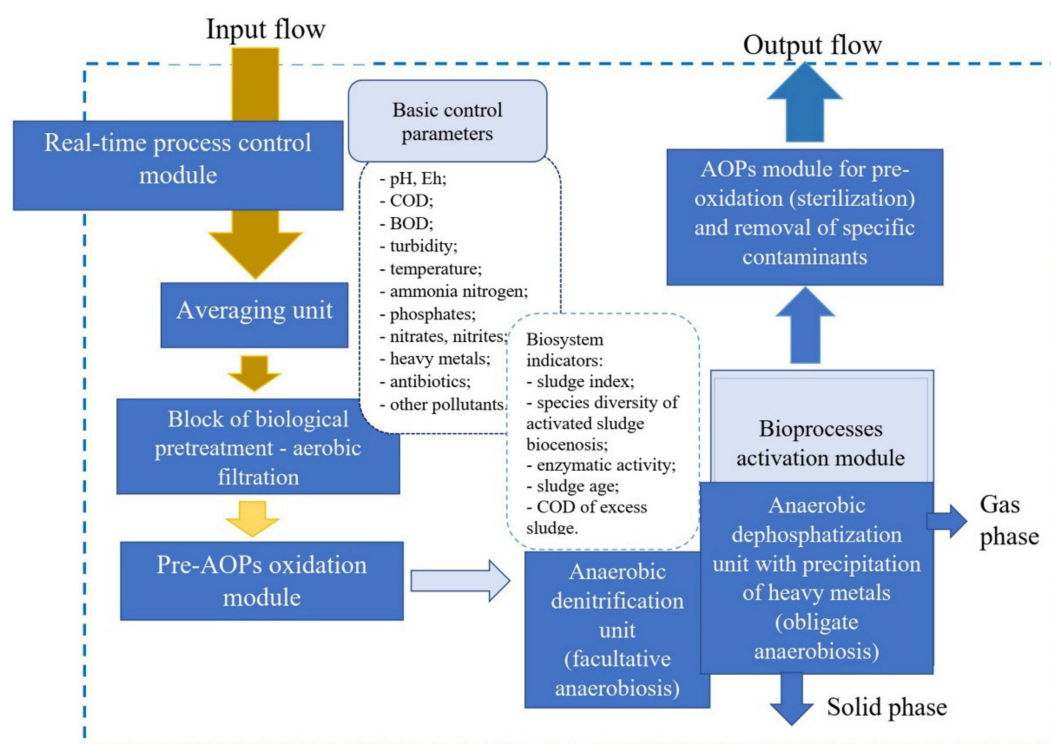 Input flow
Real-time process control
module
Averaging unit
Block of biological
pretreatment - aerobic
filtration
Pre-AOPs oxidation
module
Basic control
parameters
- pH, Eh;
- COD;
- BOD;
- turbidity;
- temperature;
- ammonia nitrogen;
- phosphates;
- nitrates, nitrites;
- heavy metals;
- antibiotics;
- other pollutants.
Biosystem
indicators:
- sludge index;
- species diversity of
activated sludge
biocenosis;
- enzymatic activity;
- sludge age;
- COD of excess
sludge.
Anaerobic
denitrification
unit
(facultative
anaerobiosis)
Output flow
AOPs module for pre-
oxidation (sterilization)
and removal of specific
contaminants
Bioprocesses
activation module
Anaerobic
dephosphatization
unit with precipitation
of heavy metals
(obligate
anaerobiosis)
Gas
phase
Solid phase